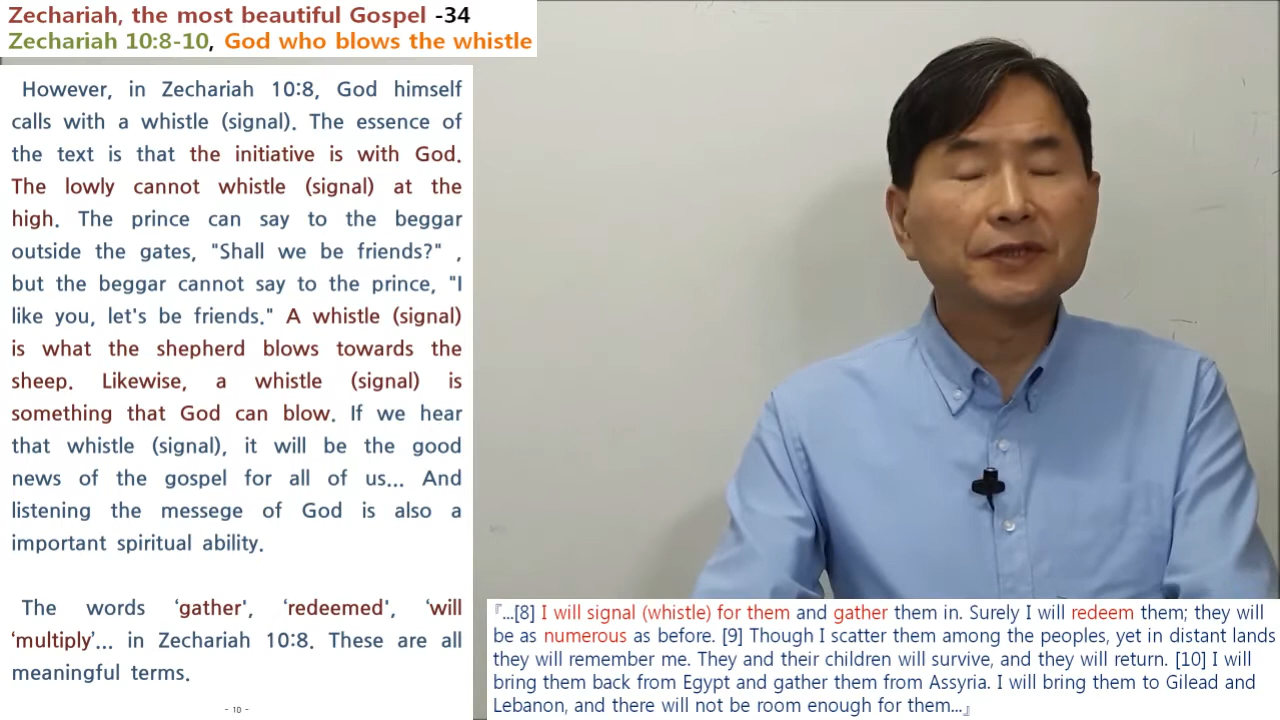 Zechariah, the most beautiful Gospel -34
Zechariah 10:8-10, God who blows the whistle
However, in Zechariah 10:8, God himself
calls with a whistle (signal). The essence of
the text is that the initiative is with God.
The lowly cannot whistle (signal) at the
high. The prince can say to the beggar
outside the gates, "Shall we be friends?" ,
but the beggar cannot say to the prince, "I
like you, let's be friends." A whistle (signal)
is what the shepherd blows towards the
sheep. Likewise, a whistle (signal) is
something that God can blow. If we hear
that whistle (signal), it will be the good
news of the gospel for all of us... And
listening the messege of God is also a
important spiritual ability.
The words ‘gather', ‘redeemed', ‘will
‘multiply’... in Zechariah 10:8. These are all
meaningful terms.
- 10 -
『...[8] I will signal (whistle) for them and gather them in. Surely I will redeem them; they will
be as numerous as before. [9] Though I scatter them among the peoples, yet in distant lands
they will remember me. They and their children will survive, and they will return. [10] I will
bring them back from Egypt and gather them from Assyria. I will bring them to Gilead and
Lebanon, and there will not be room enough for them...』